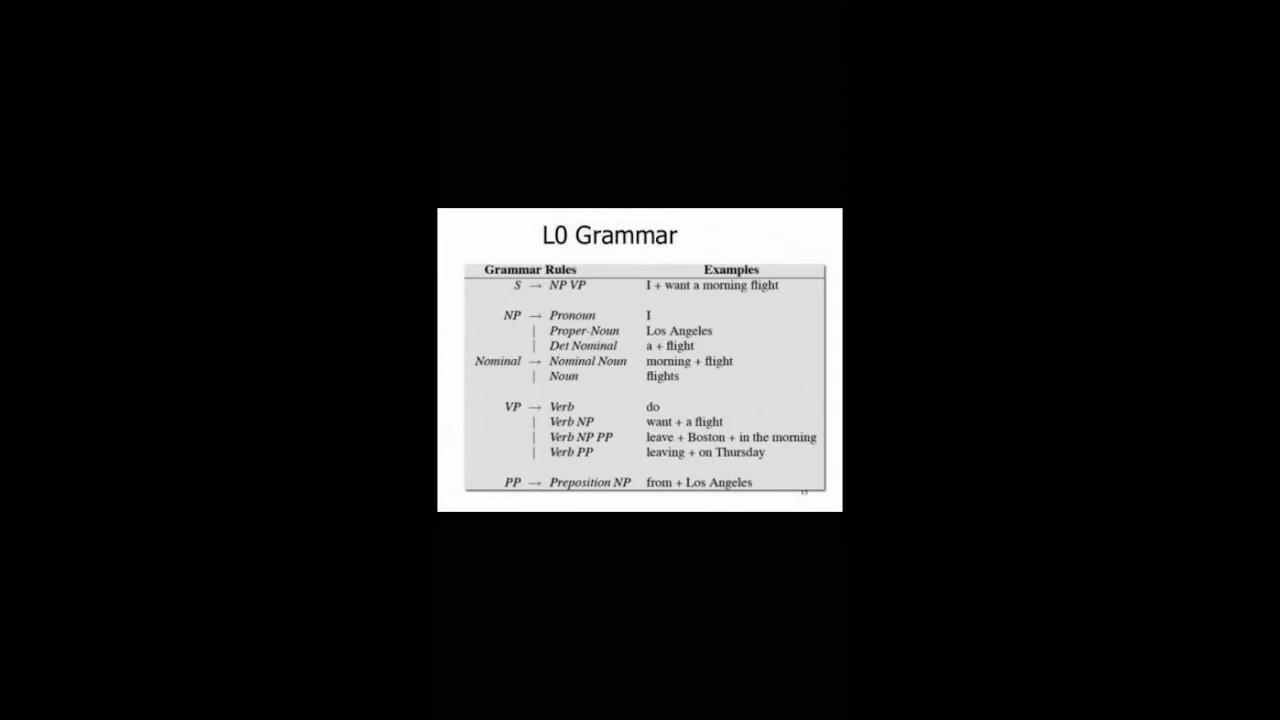 L0 Grammar
Grammar Rules Examples
S → NP VP I + want a morning flight
NP → Pronoun I
| Proper-Noun Los Angeles
| Det Nominal a + flight
Nominal → Nominal Noun morning + flight
| Noun flights
VP → Verb do
| Verb NP want + a flight
| Verb NP PP leave + Boston + in the morning
| Verb PP leaving + on Thursday
PP → Preposition NP from + Los Angeles